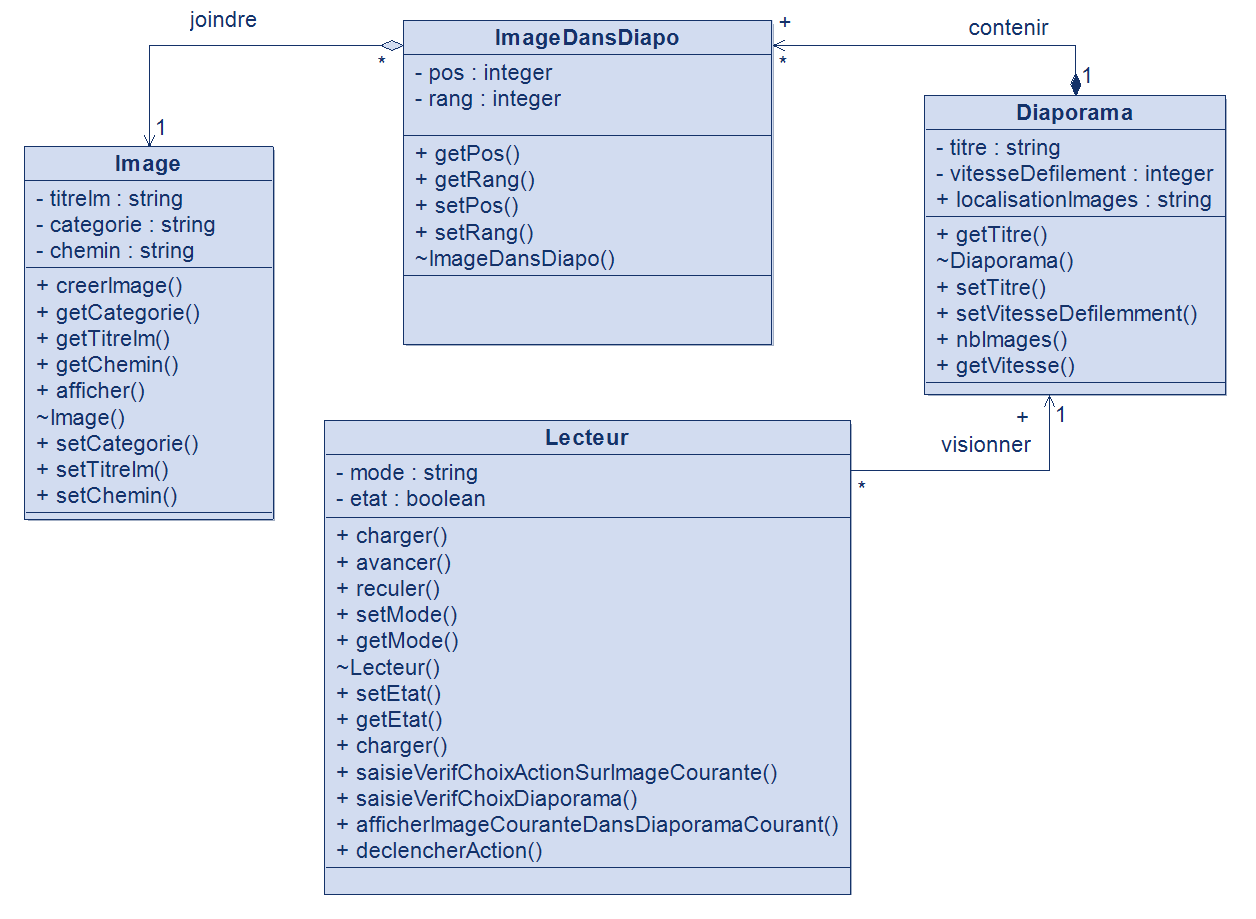 joindre
*
1
Image
- titreIm : string
- categorie : string
- chemin : string
+ creerImage()
+ getCategorie()
+ getTitreIm()
+ getChemin()
+ afficher()
~Image()
+ setCategorie()
+ setTitreIm()
+ setChemin()
ImageDansDiapo
- pos : integer
- rang : integer
+ getPos()
+ getRang()
+ setPos()
+ setRang()
~ImageDansDiapo()
+
*
contenir
1
Diaporama
- titre : string
- vitesseDefilement : integer
+ localisationImages : string
+ getTitre()
~Diaporama()
+ setTitre()
+ setVitesseDefilemment()
+ nbImages()
+ getVitesse()
+
1
visionner
*
Lecteur
- mode : string
- etat : boolean
+ charger()
+ avancer()
+ reculer()
+ setMode()
+ getMode()
~Lecteur()
+ setEtat()
+ getEtat()
+ charger()
+ saisieVerifChoixActionSurImageCourante()
+ saisieVerifChoixDiaporama()
+ afficherImageCouranteDansDiaporamaCourant()
+ declencherAction()